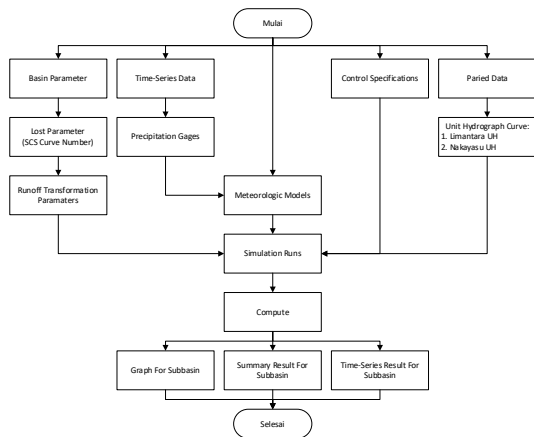 Mulai
Basin Parameter
Time-Series Data
Control Specifications
Paried Data
Lost Parameter
(SCS Curve Number)
Precipitation Gages
Unit Hydrograph Curve:
1. Limantara UH
2. Nakayasu UH
Runoff Transformation
Paramaters
Meteorologic Models
Simulation Runs
Compute
Graph For Subbasin
Summary Result For
Subbasin
Time-Series Result For
Subbasin
Selesai